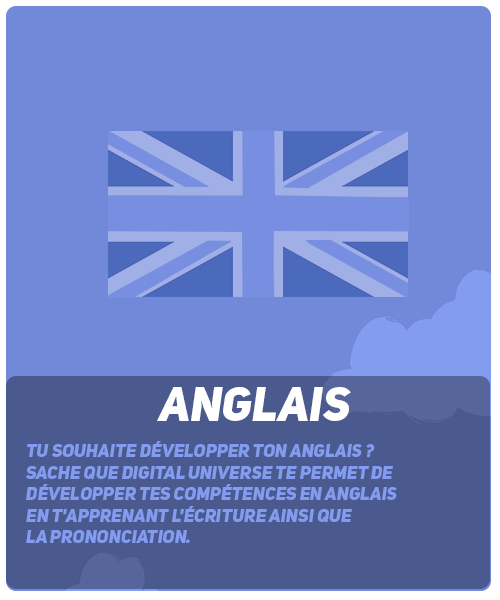 ANGLAIS
TU SOUHAITE DÉVELOPPER TON ANGLAIS ?
SACHE QUE DIGITAL UNIVERSE TE PERMET DE
DÉVELOPPER TES COMPÉTENCES EN ANGLAIS
EN T'APPRENANT L'ÉCRITURE AINSI QUE
LA PRONONCIATION.